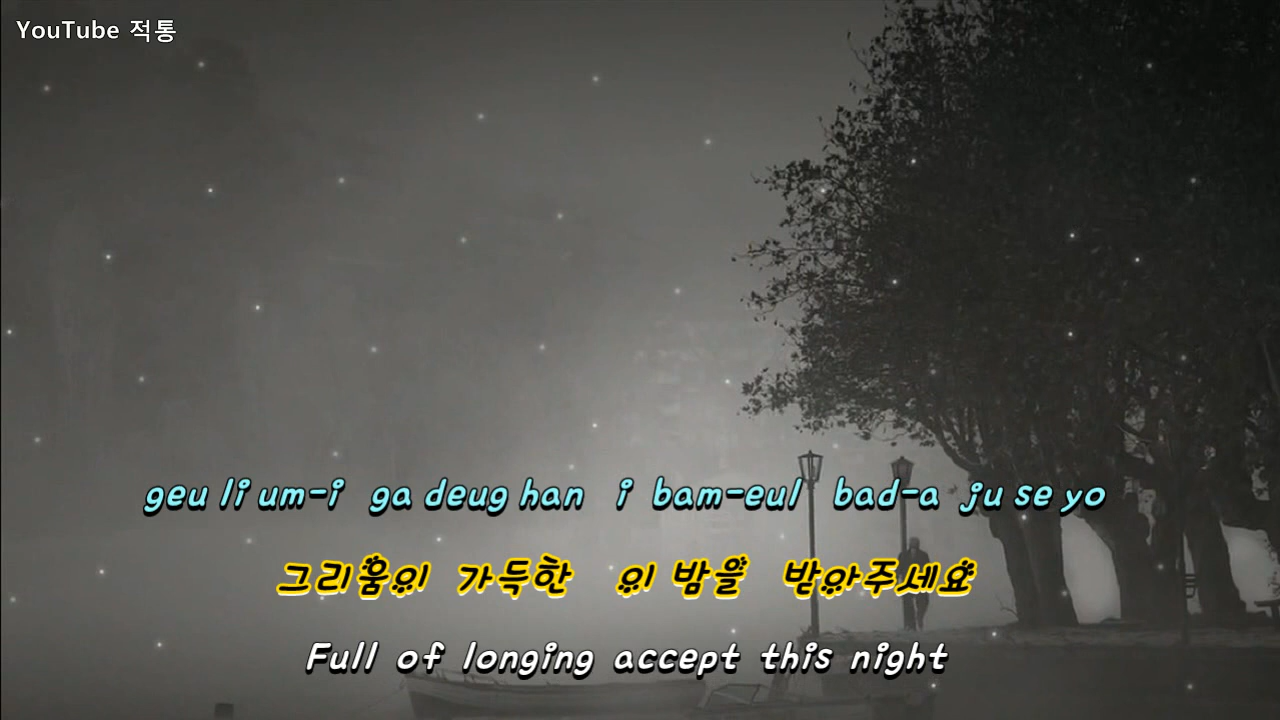 YouTube 적통
geu li um-i ga deug han i bam-eul bad-a ju se yo
그리움이 가득한 이 밤을 받아주세요
Full of longing accept this night